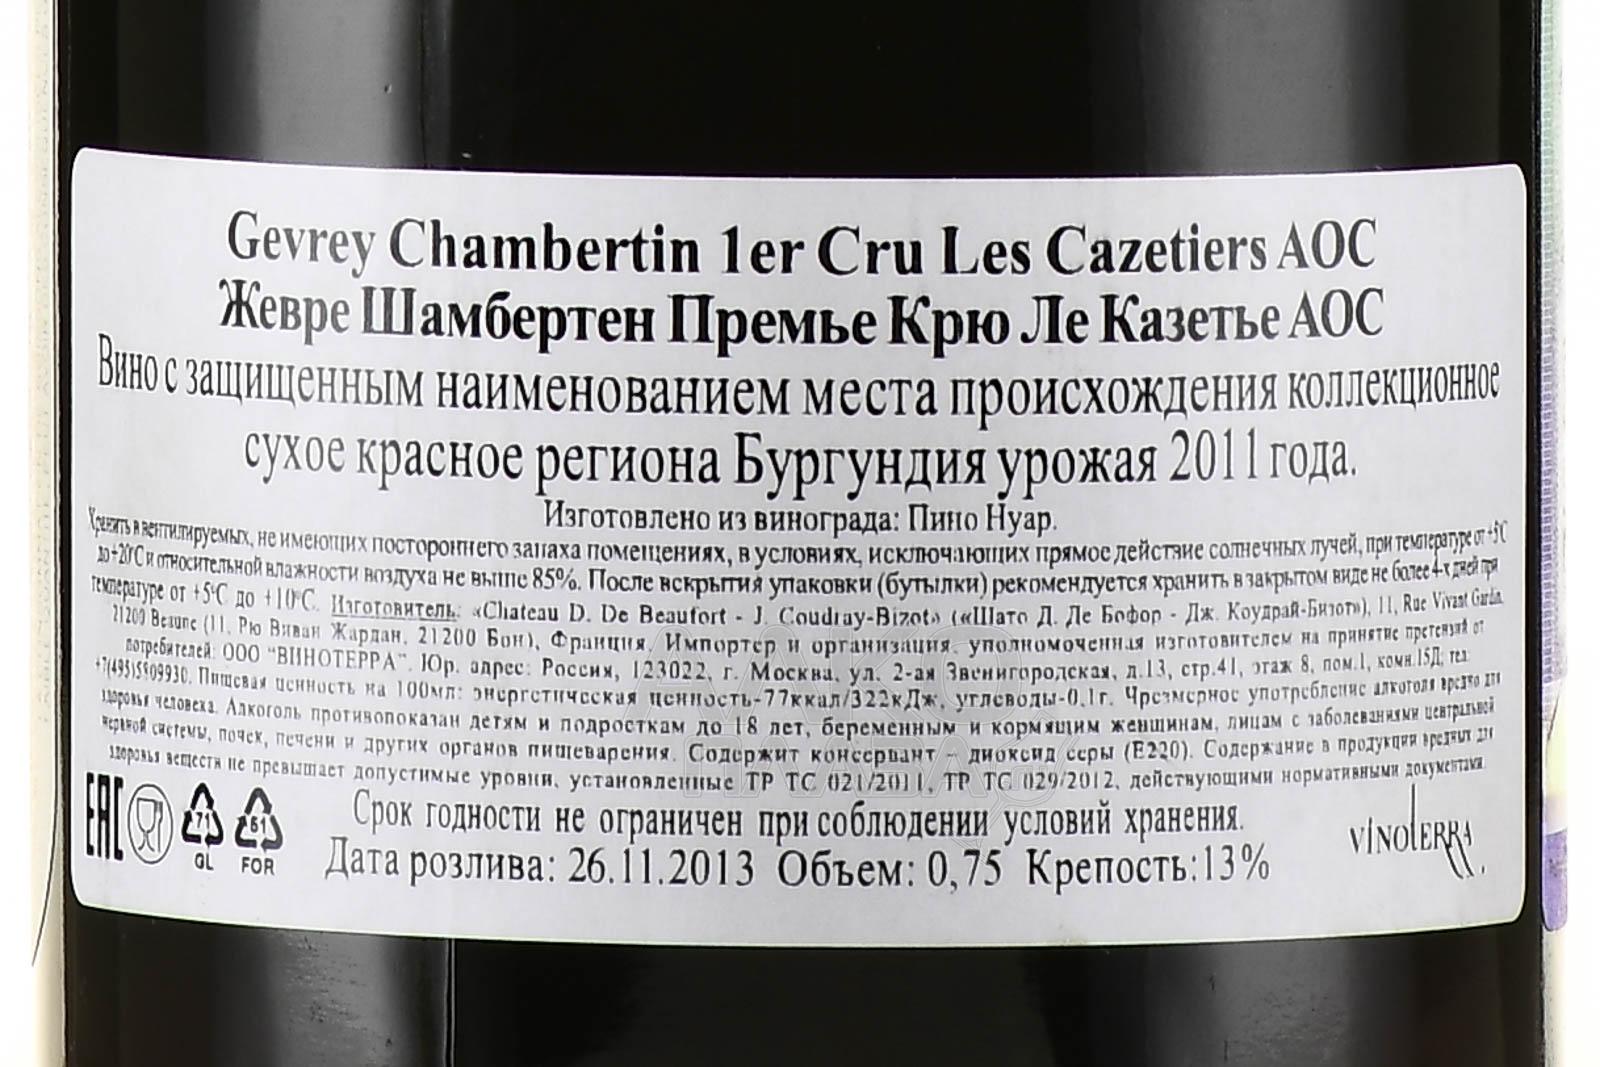 Gevrey Chambertin 1er Cru Les Cazetiers AOC
Жевре Шамбертен Премье Крю Ле Казетье АОС
Вино с защищенным наименованием места происхождения коллекционное
сухое красное региона Бургундия урожая 2011 года.
Изготовлено из винограда: Пино Нуар.
Хранить в вентилируемых, не имеющих постороннего запаха помещениях, в условиях, исключающих прямое действие солнечных лучей, при температуре от +5°С
до +20°С и относительной влажности воздуха не выше 85%. После вскрытия упаковки (бутылки) рекомендуется хранить в закрытом виде не более 4-х дней при
температуре от +5°С до +10°С. Изготовитель: «Chateau D. De Beaufort - J. Coudray-Bizot» («Шато Д. Де Бофор - Дж. Коудрай-Бизот»), 11, Rue Vivant Gardin,
21200 Beaune (11, Рю Виван Жардан, 21200 Бон), Франция. Импортер и организация, уполномоченная изготовителем на принятие претензий от
потребителей: ООО "ВИНОТЕРРА". Юр. адрес: Россия, 123022, г. Москва, ул. 2-ая Звенигородская, д.13, стр.41, этаж 8, пом.1, комн.15Д; тел:
+7(495)5909930. Пищевая ценность на 100мл: энергетическая ценность-77ккал/322кДж, углеводы-0,1г. Чрезмерное употребление алкоголя вредно для
здоровья человека. Алкоголь противопоказан детям и подросткам до 18 лет, беременным и кормящим женщинам, лицам с заболеваниями центральной
нервной системы, почек, печени и других органов пищеварения. Содержит консервант - диоксид серы (Е220). Содержание в продукции вредных для
здоровья веществ не превышает допустимые уровни, установленные ТР ТС 021/2011, ТР ТС 029/2012, действующими нормативными документами.
EAC 71 GL 61 FOR
Срок годности не ограничен при соблюдении условий хранения.
Дата розлива: 26.11.2013 Объем: 0,75 Крепость:13%
VINOTERRA